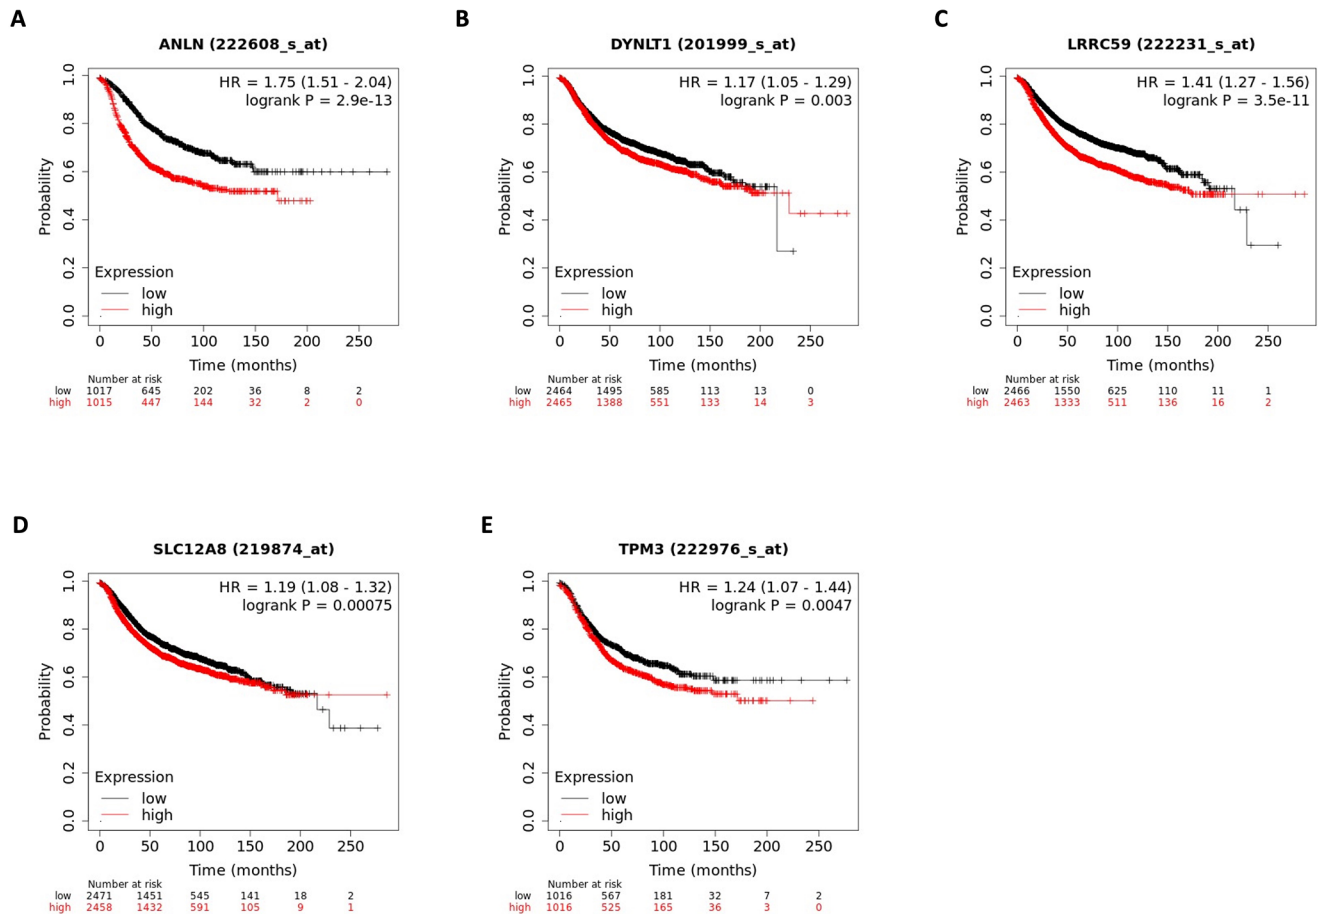 A
ANLN (222608_s_at)
HR = 1.75 (1.51 - 2.04)
logrank P = 2.9e-13
Probability
0.0 0.2 0.4 0.6 0.8 1.0
Expression
low
high
0 50 100 150 200 250
Time (months)
Number at risk
low 1017 645 202 36 8 2
high 1015 447 144 32 2 0
B
DYNLT1 (201999_s_at)
HR = 1.17 (1.05 - 1.29)
logrank P = 0.003
Probability
0.0 0.2 0.4 0.6 0.8 1.0
Expression
low
high
0 50 100 150 200 250
Time (months)
Number at risk
low 2464 1495 585 113 13 0
high 2465 1388 551 133 14 3
C
LRRC59 (222231_s_at)
HR = 1.41 (1.27 - 1.56)
logrank P = 3.5e-11
Probability
0.0 0.2 0.4 0.6 0.8 1.0
Expression
low
high
0 50 100 150 200 250
Time (months)
Number at risk
low 2466 1550 625 110 11 1
high 2463 1333 511 136 16 2
D
SLC12A8 (219874_at)
HR = 1.19 (1.08 - 1.32)
logrank P = 0.00075
Probability
0.0 0.2 0.4 0.6 0.8 1.0
Expression
low
high
0 50 100 150 200 250
Time (months)
Number at risk
low 2471 1451 545 141 18 2
high 2458 1432 591 105 9 1
E
TPM3 (222976_s_at)
HR = 1.24 (1.07 - 1.44)
logrank P = 0.0047
Probability
0.0 0.2 0.4 0.6 0.8 1.0
Expression
low
high
0 50 100 150 200 250
Time (months)
Number at risk
low 1016 567 181 32 7 2
high 1016 525 165 36 3 0